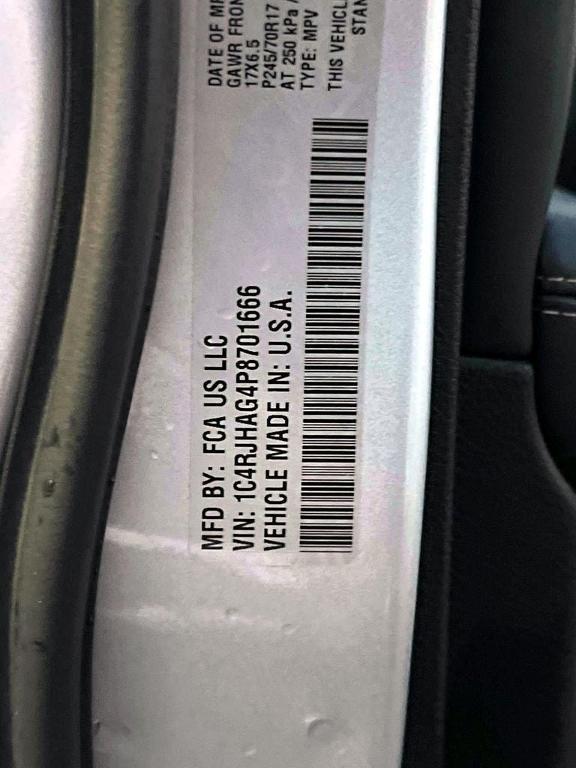 MFD BY: FCA US LLC
VIN: 1C4RJHAG4P8701666
VEHICLE MADE IN: U.S.A.
DATE OF
GAWR FRON
17X6.5
P245/70R17
AT 250 kPa /
TYPE: MPV
THIS VEHICL
STAN